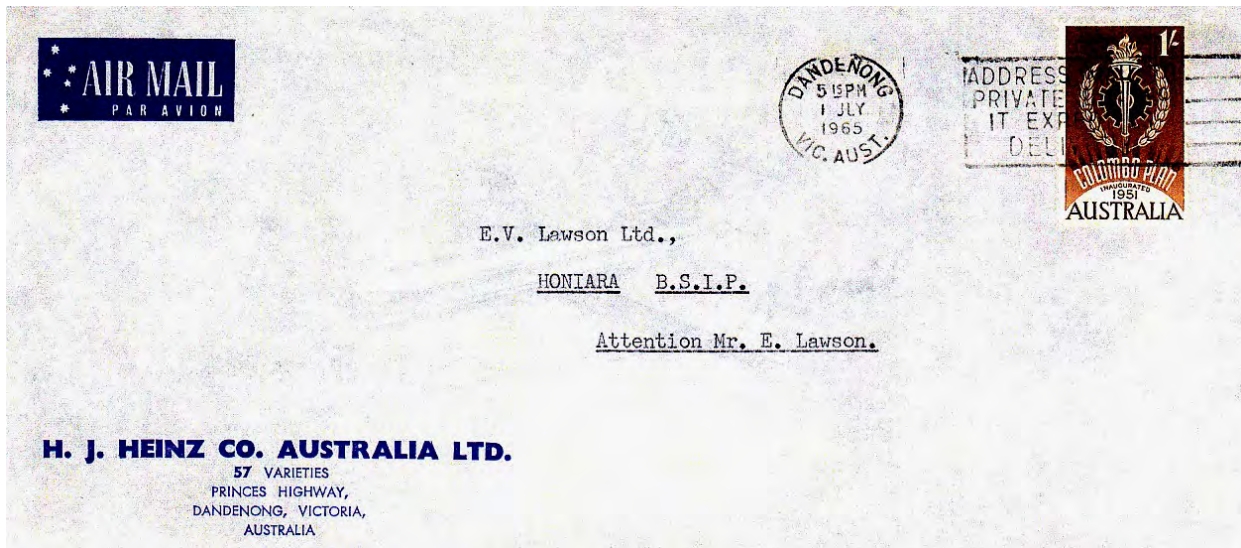 AIR MAIL
PAR AVION
DANDENONG
5 15 PM
1 JLY
1965
VIC. AUST.
ADDRESS
PRIVATE
IT
1/-
COLOMBO PLAN
INAUGURATED
1951
AUSTRALIA
E.V. Lawson Ltd.,
HONIARA B.S.I.P.
Attention Mr. E. Lawson.
H. J. HEINZ CO. AUSTRALIA LTD.
57 VARIETIES
PRINCES HIGHWAY,
DANDENONG, VICTORIA,
AUSTRALIA